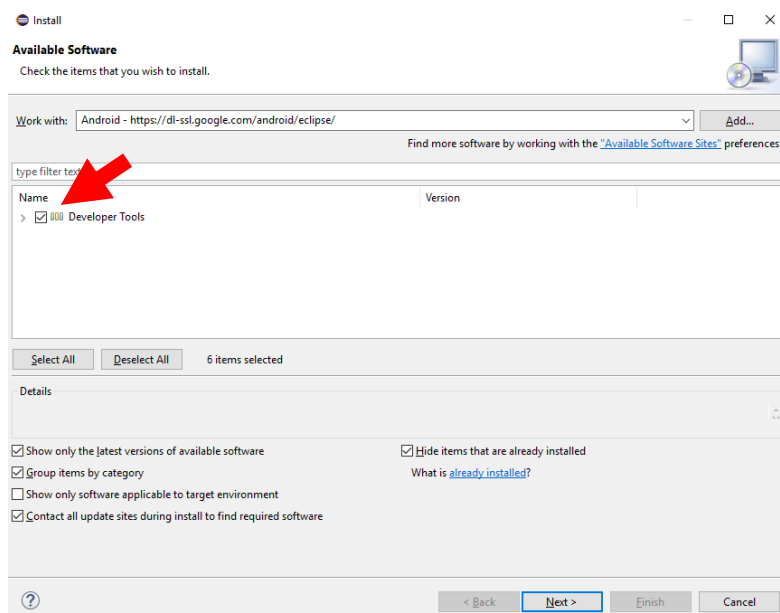 Install
Available Software
Check the items that you wish to install.
Work with: Android - https://dl-ssl.google.com/android/eclipse/ Add...
Find more software by working with the "Available Software Sites" preferences
type filter text
Name Version
Developer Tools
Select All Deselect All 6 items selected
Details
Show only the latest versions of available software Hide items that are already installed
Group items by category What is already installed?
Show only software applicable to target environment
Contact all update sites during install to find required software
< Back Next > Finish Cancel